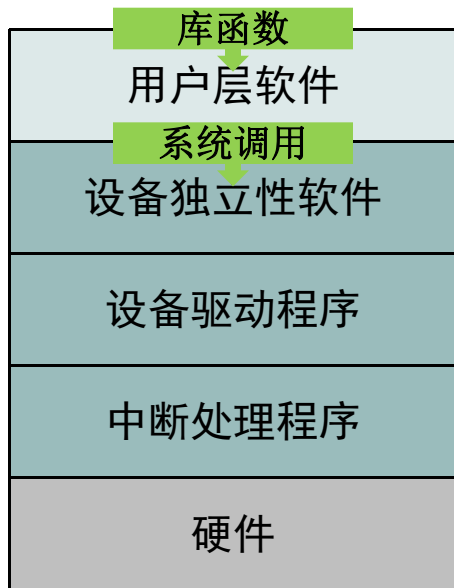 库函数
用户层软件
系统调用
设备独立性软件
设备驱动程序
中断处理程序
硬件